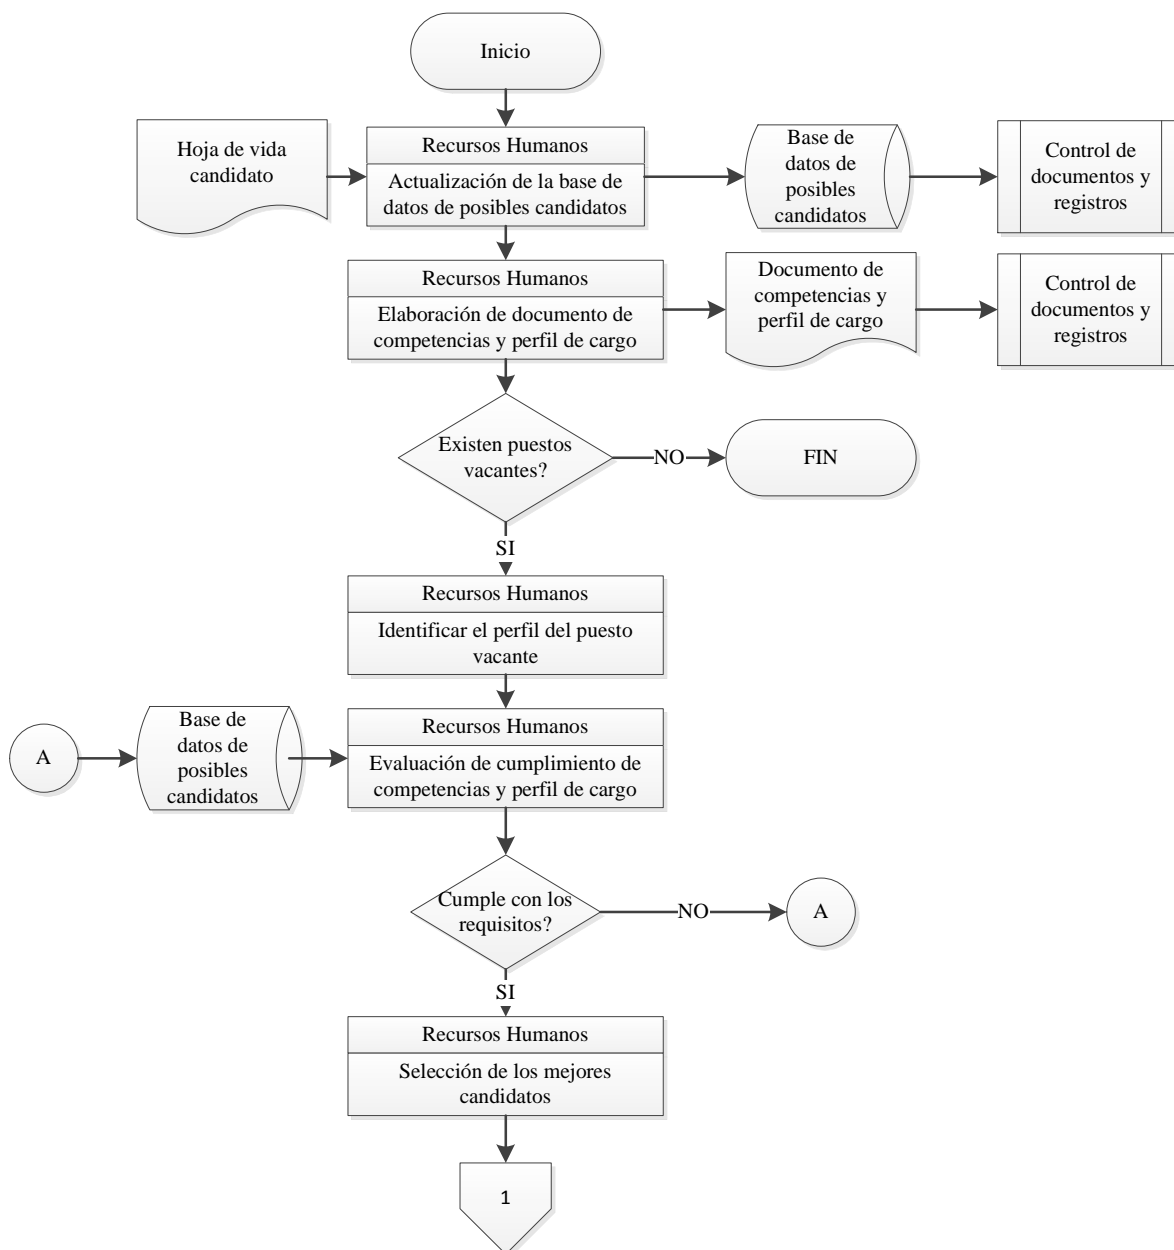 Inicio
Hoja de vida
candidato
Recursos Humanos
Actualización de la base de
datos de posibles candidatos
Base de
datos de
posibles
candidatos
Control de
documentos y
registros
Recursos Humanos
Elaboración de documento de
competencias y perfil de cargo
Documento de
competencias y
perfil de cargo
Control de
documentos y
registros
Existen puestos
vacantes?
NO
FIN
SI
Recursos Humanos
Identificar el perfil del puesto
vacante
A
Base de
datos de
posibles
candidatos
Recursos Humanos
Evaluación de cumplimiento de
competencias y perfil de cargo
Cumple con los
requisitos?
NO
A
SI
Recursos Humanos
Selección de los mejores
candidatos
1